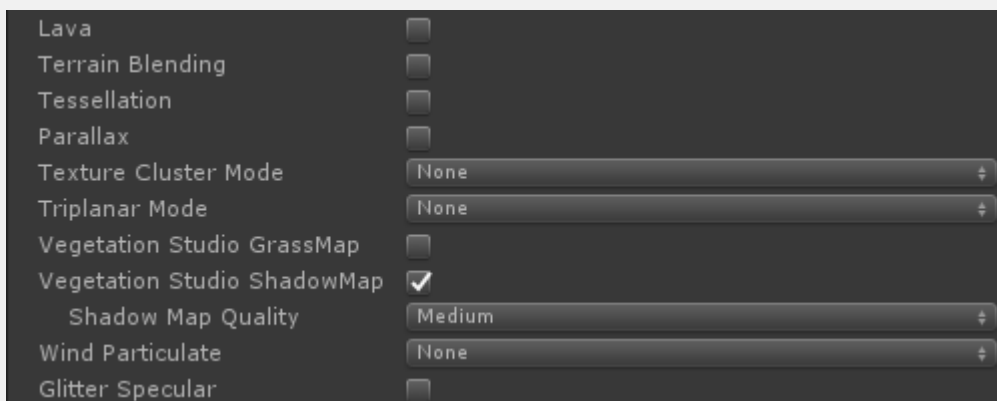 Lava
Terrain Blending
Tessellation
Parallax
Texture Cluster Mode None
Triplanar Mode None
Vegetation Studio GrassMap
Vegetation Studio ShadowMap
Shadow Map Quality Medium
Wind Particulate None
Glitter Specular